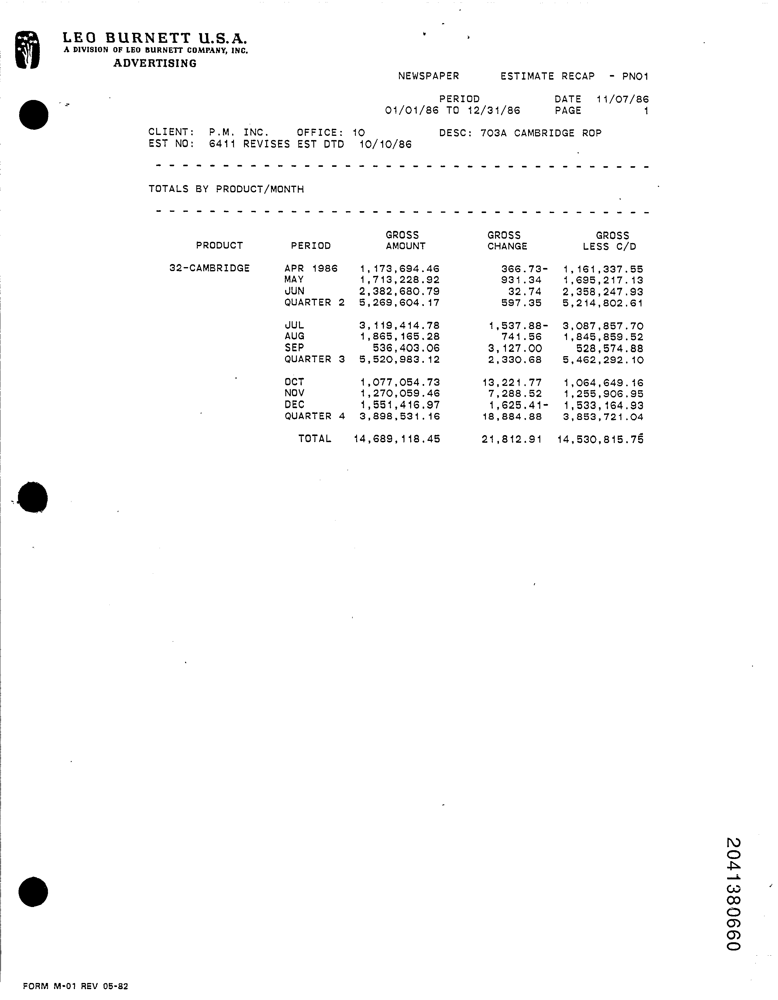 LEO BURNETT U.S.A.
A DIVISION OF LEO BURNETT COMPANY, INC.
ADVERTISING
NEWSPAPER ESTIMATE RECAP - PNO1
PERIOD DATE 11/07/86
01/01/86 TO 12/31/86 PAGE 1
CLIENT: P.M. INC. OFFICE: 10 DESC: 703A CAMBRIDGE ROP
EST NO: 6411 REVISES EST DTD 10/10/86
- - - - - - - - - - - - - - - - - - - - - - - - - - - - - - - - - - - - -
TOTALS BY PRODUCT/MONTH
- - - - - - - - - - - - - - - - - - - - - - - - - - - - - - - - - - - - -
GROSS GROSS GROSS
PRODUCT PERIOD AMOUNT CHANGE LESS C/D
32-CAMBRIDGE APR 1986 1,173,694.46 366.73- 1,161,337.55
MAY 1,713,228.92 931.34 1,695,217.13
JUN 2,382,680.79 32.74 2,358,247.93
QUARTER 2 5,269,604.17 597.35 5,214,802.61
JUL 3,119,414.78 1,537.88- 3,087,857.70
AUG 1,865,165.28 741.56 1,845,859.52
SEP 536,403.06 3,127.00 528,574.88
QUARTER 3 5,520,983.12 2,330.68 5,462,292.10
OCT 1,077,054.73 13,221.77 1,064,649.16
NOV 1,270,059.46 7,288.52 1,255,906.95
DEC 1,551,416.97 1,625.41- 1,533,164.93
QUARTER 4 3,898,531.16 18,884.88 3,853,721.04
TOTAL 14,689,118.45 21,812.91 14,530,815.75
2041380660
FORM M-01 REV 05-82